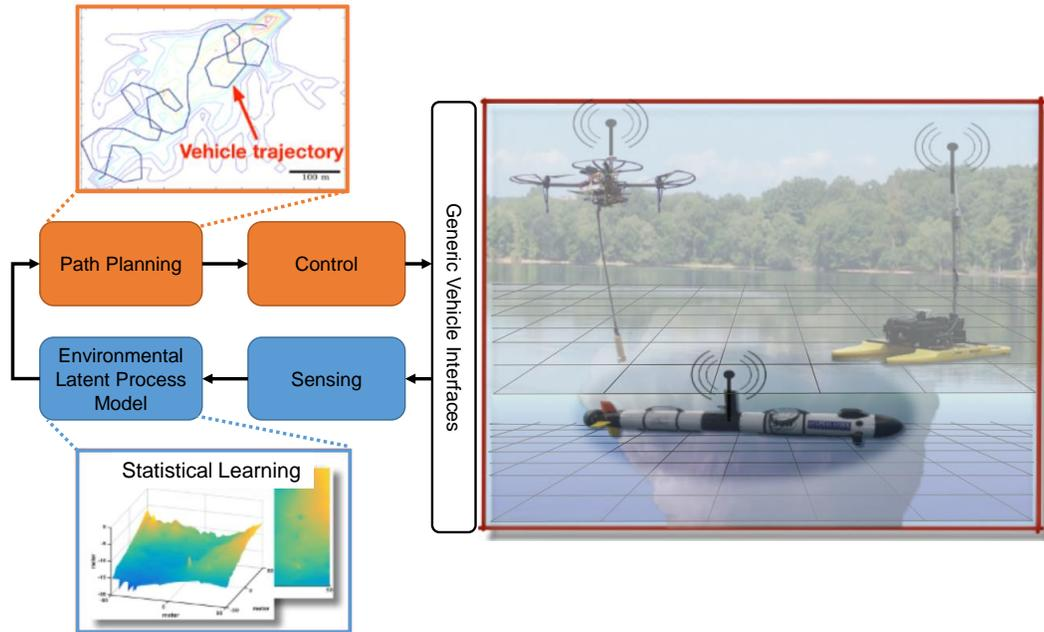 Vehicle trajectory
100 m
Path Planning
Control
Environmental
Latent Process
Model
Sensing
Generic Vehicle Interfaces
Statistical Learning
meter
meter
meter